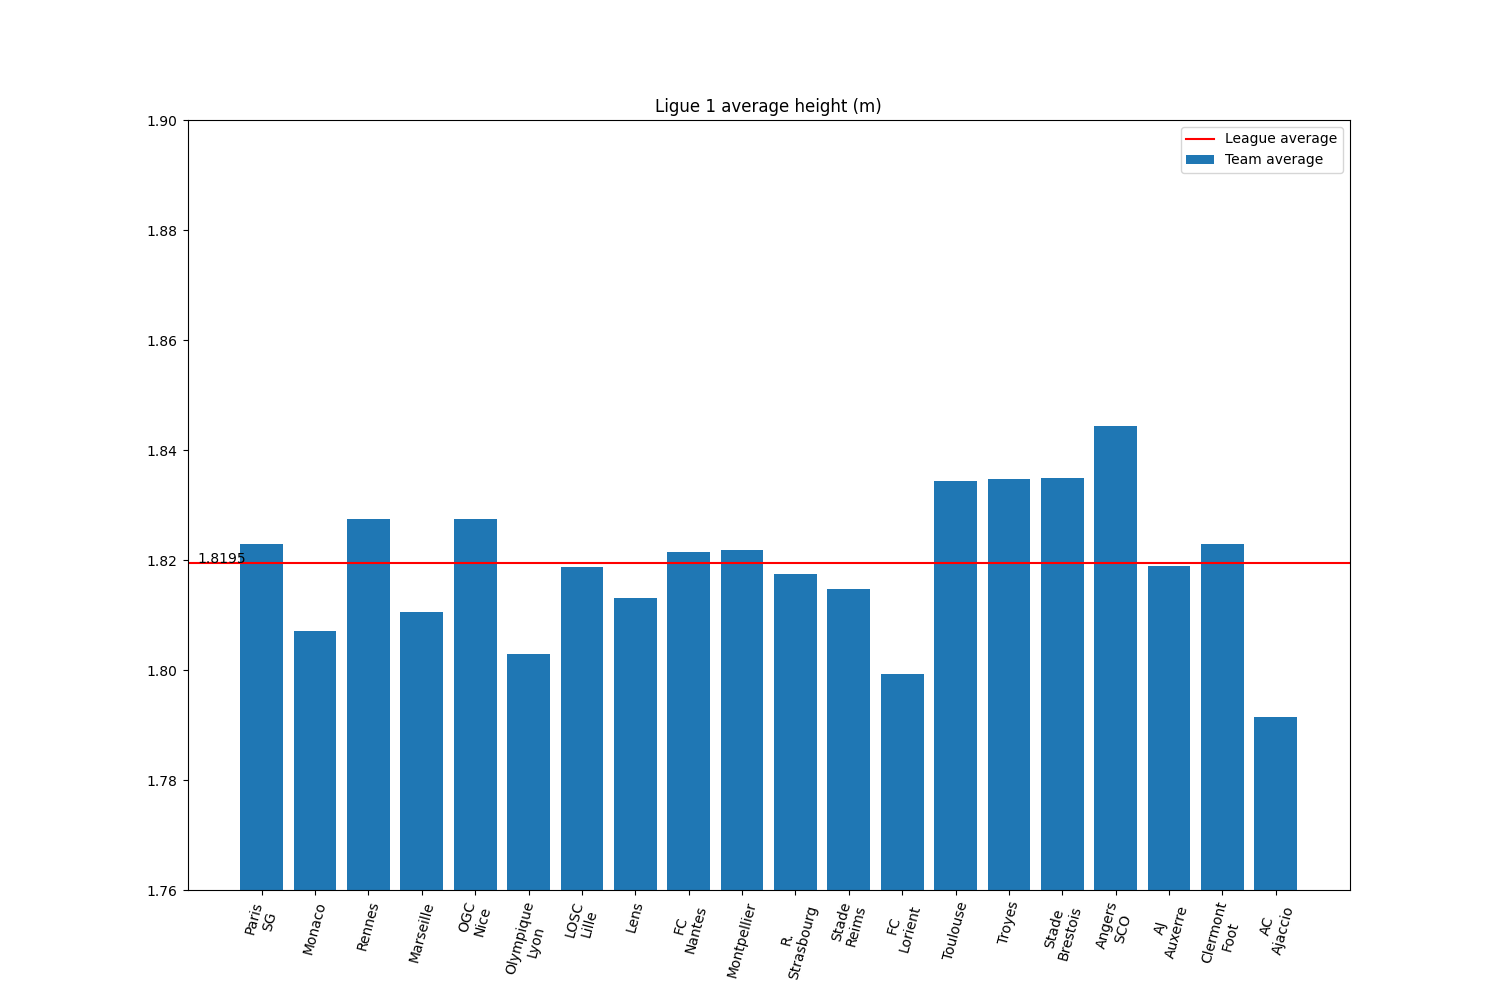 Ligue 1 average height (m)
League average
Team average
1.90
1.88
1.86
1.84
1.82
1.80
1.78
1.76
1.8195
Paris
SG
Monaco
Rennes
Marseille
OGC
Nice
Olympique
Lyon
LOSC
Lille
Lens
FC
Nantes
Montpellier
R.
Strasbourg
Stade
Reims
FC
Lorient
Toulouse
Troyes
Stade
Brestois
Angers
SCO
AJ
Auxerre
Clermont
Foot
AC
Ajaccio